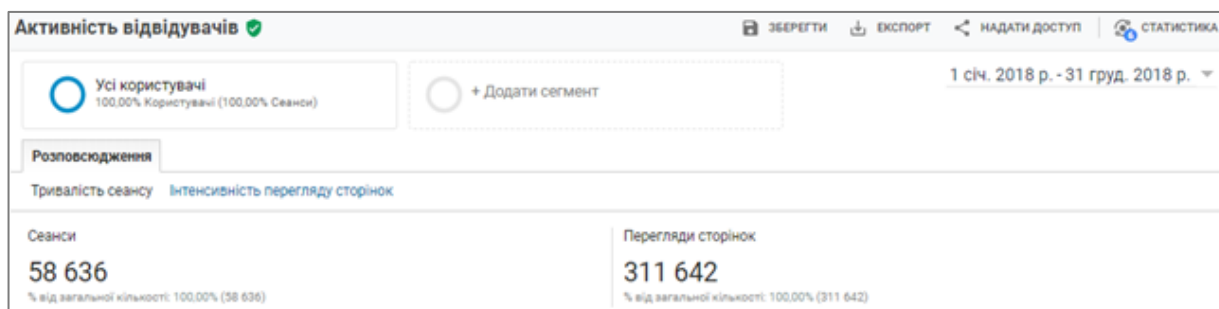 Активність відвідувачів
ЗБЕРЕГТИ ЕКСПОРТ НАДАТИ ДОСТУП СТАТИСТИКА
Усі користувачі
100,00% Користувачі (100,00% Сеанси)
+ Додати сегмент
1 січ. 2018 р. - 31 груд. 2018 р.
Розповсюдження
Тривалість сеансу Інтенсивність перегляду сторінок
Сеанси
58 636
% від загальної кількості: 100,00% (58 636)
Перегляди сторінок
311 642
% від загальної кількості: 100,00% (311 642)